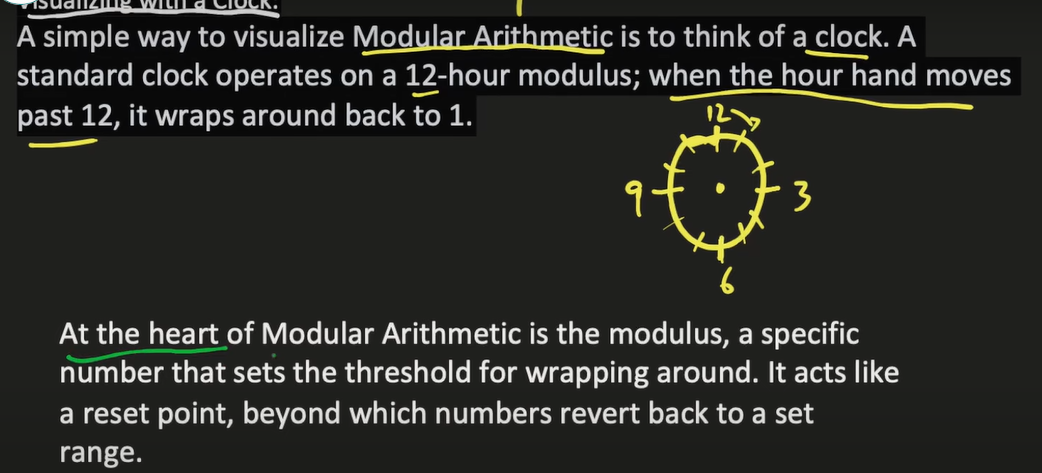 Visualizing with a Clock:
A simple way to visualize Modular Arithmetic is to think of a clock. A
standard clock operates on a 12-hour modulus; when the hour hand moves
past 12, it wraps around back to 1.
12
9
3
6
At the heart of Modular Arithmetic is the modulus, a specific
number that sets the threshold for wrapping around. It acts like
a reset point, beyond which numbers revert back to a set
range.